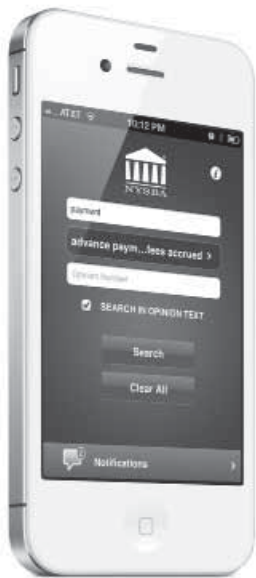 AT&T
10:12 PM
NYSBA
payment
advance paym...fees accrued >
Opinion Number
SEARCH IN OPINION TEXT
Search
Clear All
Notifications >